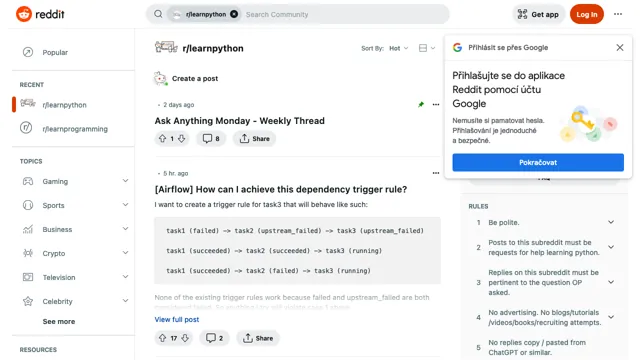 reddit
r/learnpython
Search Community
Get app
Log In
Popular
RECENT
r/learnpython
r/learnprogramming
TOPICS
Gaming
Sports
Business
Crypto
Television
Celebrity
See more
RESOURCES
r/learnpython
Sort By: Hot
Create a post
• 2 days ago
Ask Anything Monday - Weekly Thread
1
8
Share
• 5 hr. ago
[Airflow] How can I achieve this dependency trigger rule?
I want to create a trigger rule for task3 that will behave like such:
task1 (failed) —> task2 (upstream_failed) —> task3 (upstream_failed)
task1 (succeeded) —> task2 (succeeded) —> task3 (running)
task1 (succeeded) —> task2 (failed) —> task3 (running)
None of the existing trigger rules work because failed and upstream_failed are both
View full post
17
2
Share
Přihlásit se přes Google
Přihlašujte se do aplikace
Reddit pomocí účtu
Google
Nemusíte si pamatovat hesla.
Přihlašování je jednoduché
a bezpečné.
Pokračovat
RULES
1 Be polite.
2 Posts to this subreddit must be
requests for help learning python.
3 Replies on this subreddit must be
pertinent to the question OP
asked.
4 No advertising. No blogs/tutorials
/videos/books/recruiting attempts.
5 No replies copy / pasted from
ChatGPT or similar.